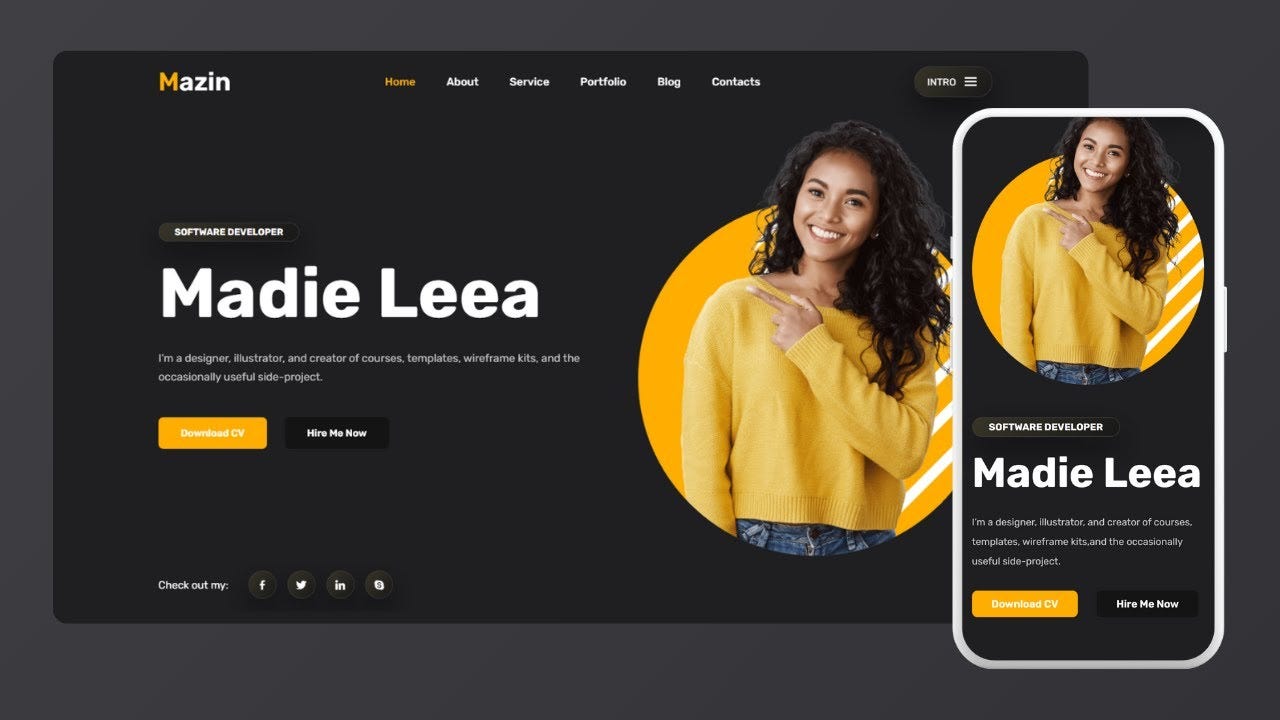 Mazin
Home About Service Portfolio Blog Contacts
INTRO
SOFTWARE DEVELOPER
Madie Leea
I'm a designer, illustrator, and creator of courses, templates, wireframe kits, and the
occasionally useful side-project.
Download CV
Hire Me Now
Check out my:
SOFTWARE DEVELOPER
Madie Leea
I'm a designer, illustrator, and creator of courses,
templates, wireframe kits,and the occasionally
useful side-project.
Download CV
Hire Me Now